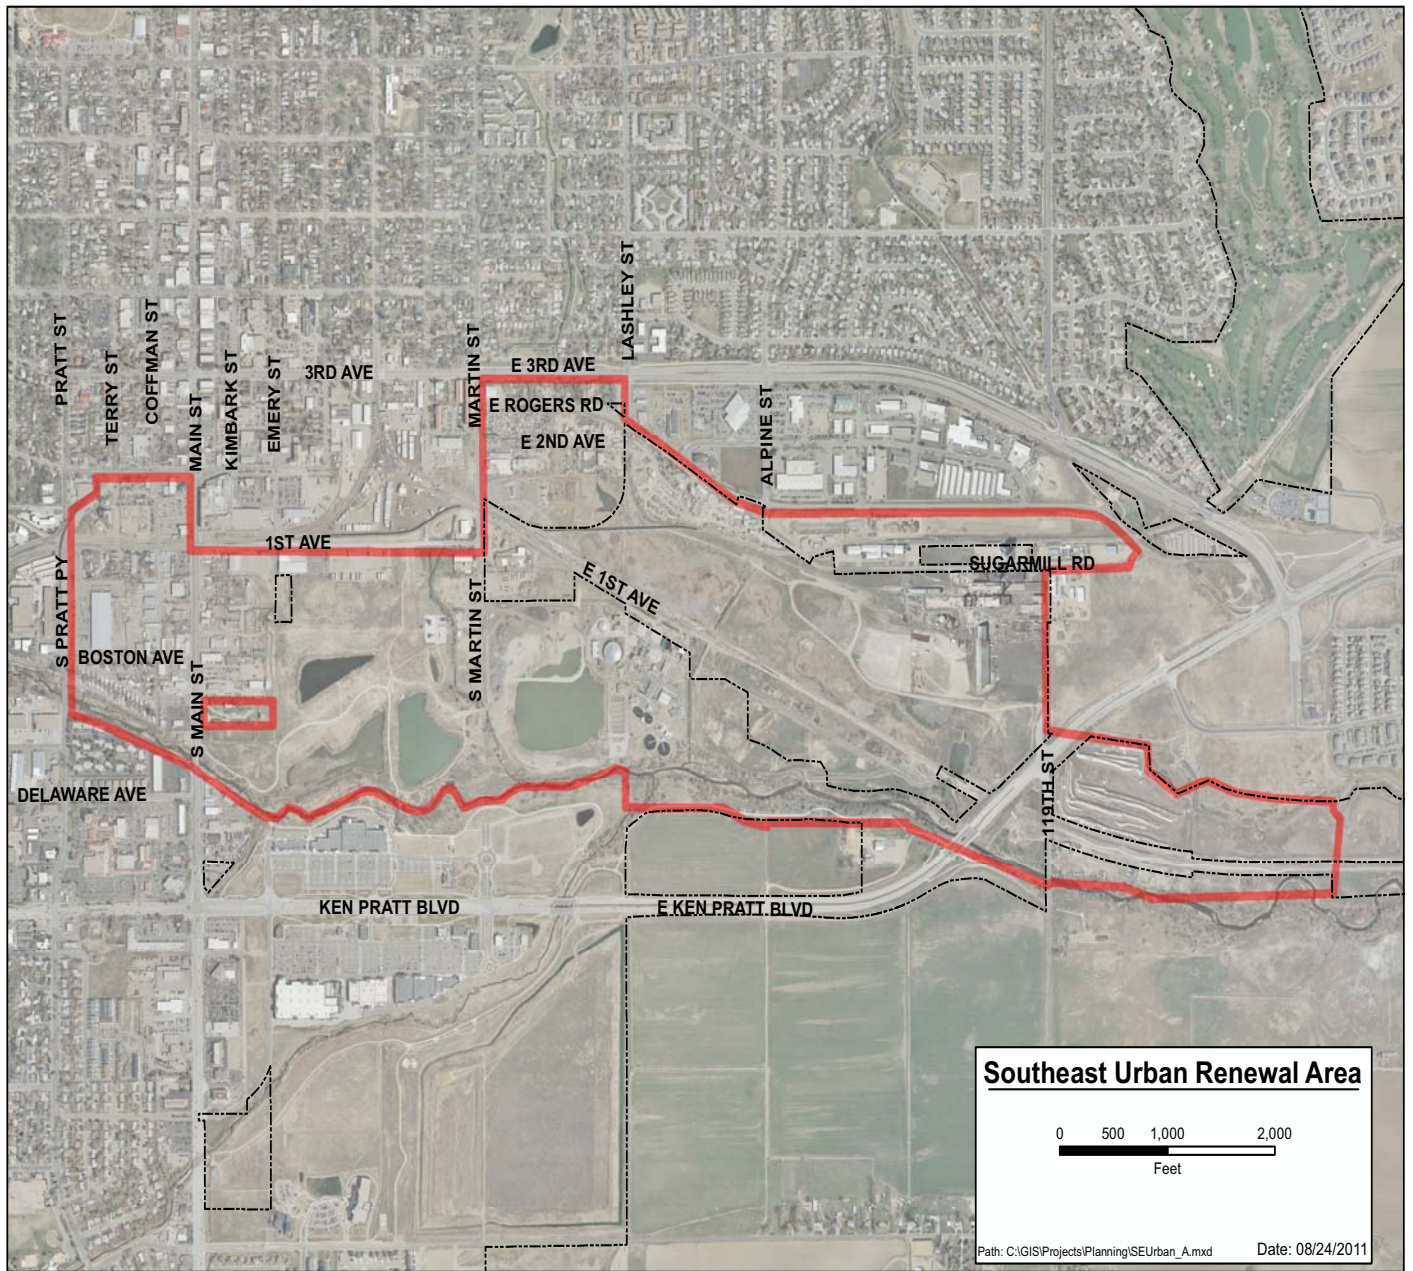 LASHLEY ST
PRATT ST
COFFMAN ST
MARTIN ST
TERRY ST
KIMBARK ST
EMERY ST
MAIN ST
3RD AVE
E 3RD AVE
E ROGERS RD
E 2ND AVE
ALPINE ST
1ST AVE
SUGARMILL RD
E 1ST AVE
S PRATT PY
S MARTIN ST
BOSTON AVE
S MAIN ST
DELAWARE AVE
119TH ST
KEN PRATT BLVD
E KEN PRATT BLVD
Southeast Urban Renewal Area
0 500 1,000 2,000
Feet
Path: C:\GIS\Projects\Planning\SEUrban_A.mxd Date: 08/24/2011